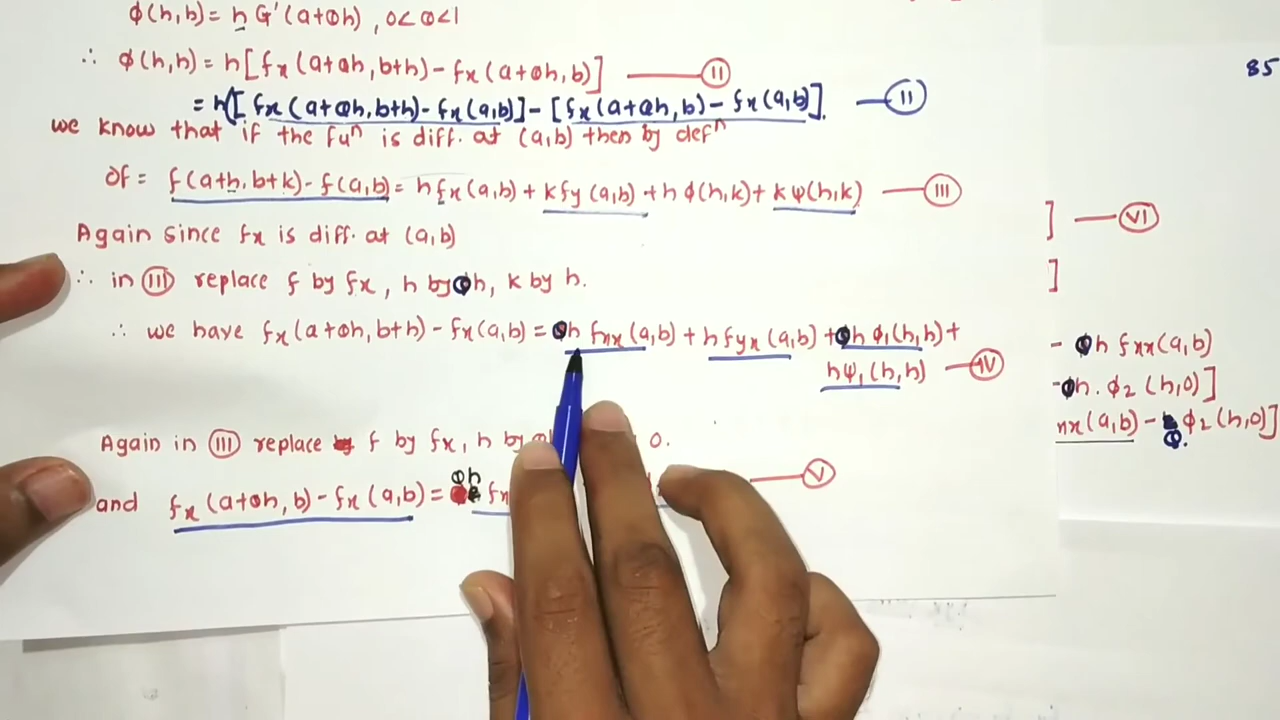 ϕ(h,b) = h G'(a+θh) , 0<θ<1
∴ ϕ(h,h) = h[fx(a+θh, b+h) - fx(a+θh, b)] — II
= h{[fx(a+θh, b+h) - fx(a,b)] - [fx(a+θh, b) - fx(a,b)]. — II
we know that if the fuⁿ is diff. at (a,b) then by defⁿ
δf = f(a+h, b+k) - f(a,b) = h fx(a,b) + k fy(a,b) + h ϕ(h,k) + k ψ(h,k) — III
Again since fx is diff. at (a,b)
∴ in III replace f by fx, h by θh, k by h.
∴ we have fx(a+θh, b+h) - fx(a,b) = θh fxx(a,b) + h fyx(a,b) + θh ϕ₁(h,h) +
hψ₁(h,h) — IV
Again in III replace f by fx, h by 0.
and fx(a+θh, b) - fx(a,b) = θh — V
85
] — VI
]
- θh fxx(a,b)
- θh. ϕ₂(h,0)]
xx(a,b) - θ ϕ₂(h,0)]